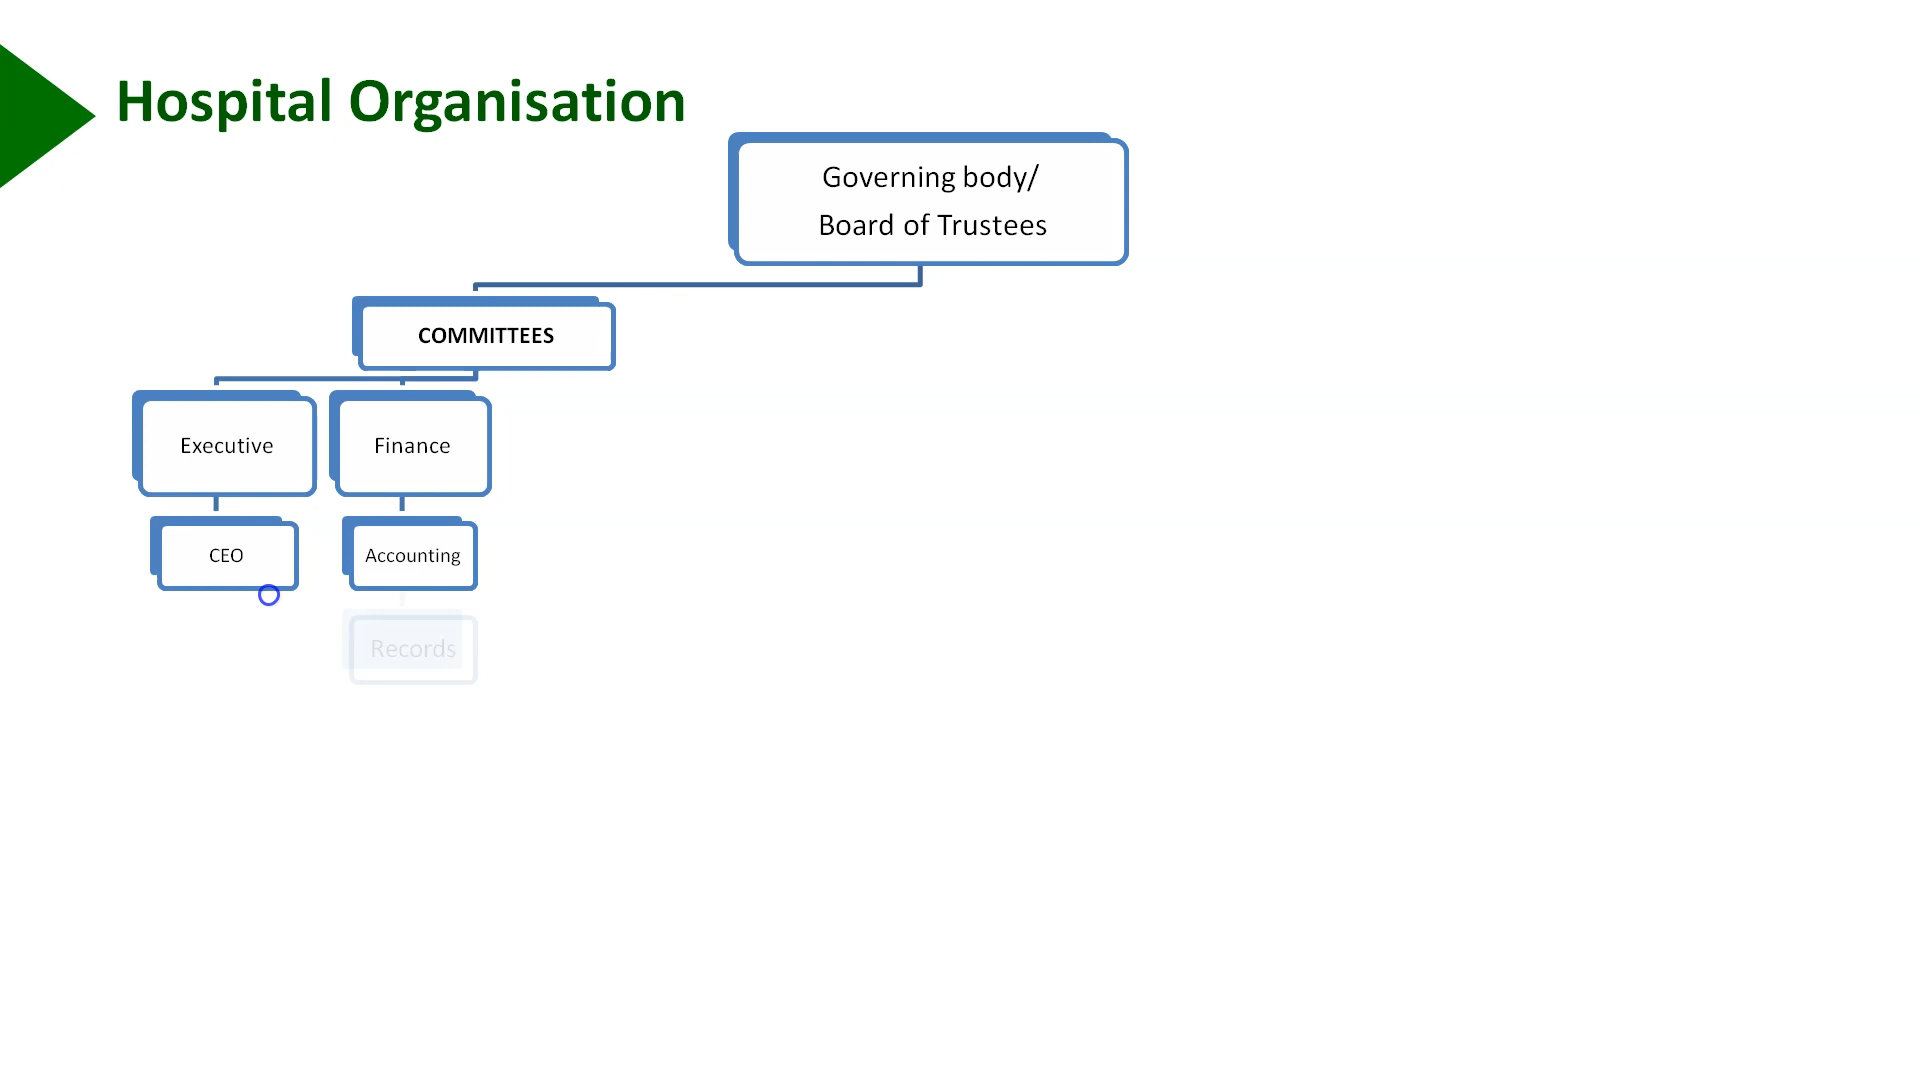 Hospital Organisation
Governing body/
Board of Trustees
COMMITTEES
Executive
Finance
CEO
Accounting
Records